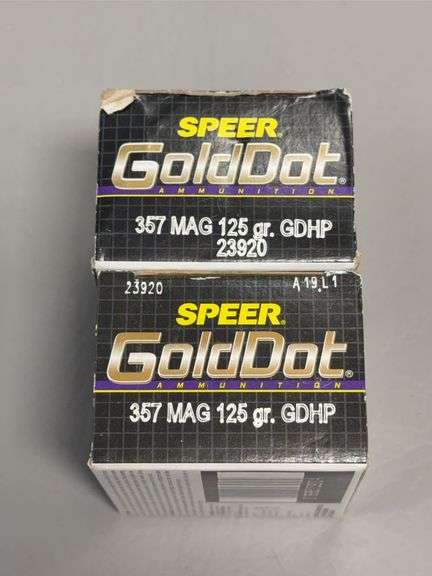 SPEER®
GoldDot®
AMMUNITION
357 MAG 125 gr. GDHP
23920
23920 A19L1
SPEER®
GoldDot®
AMMUNITION
357 MAG 125 gr. GDHP